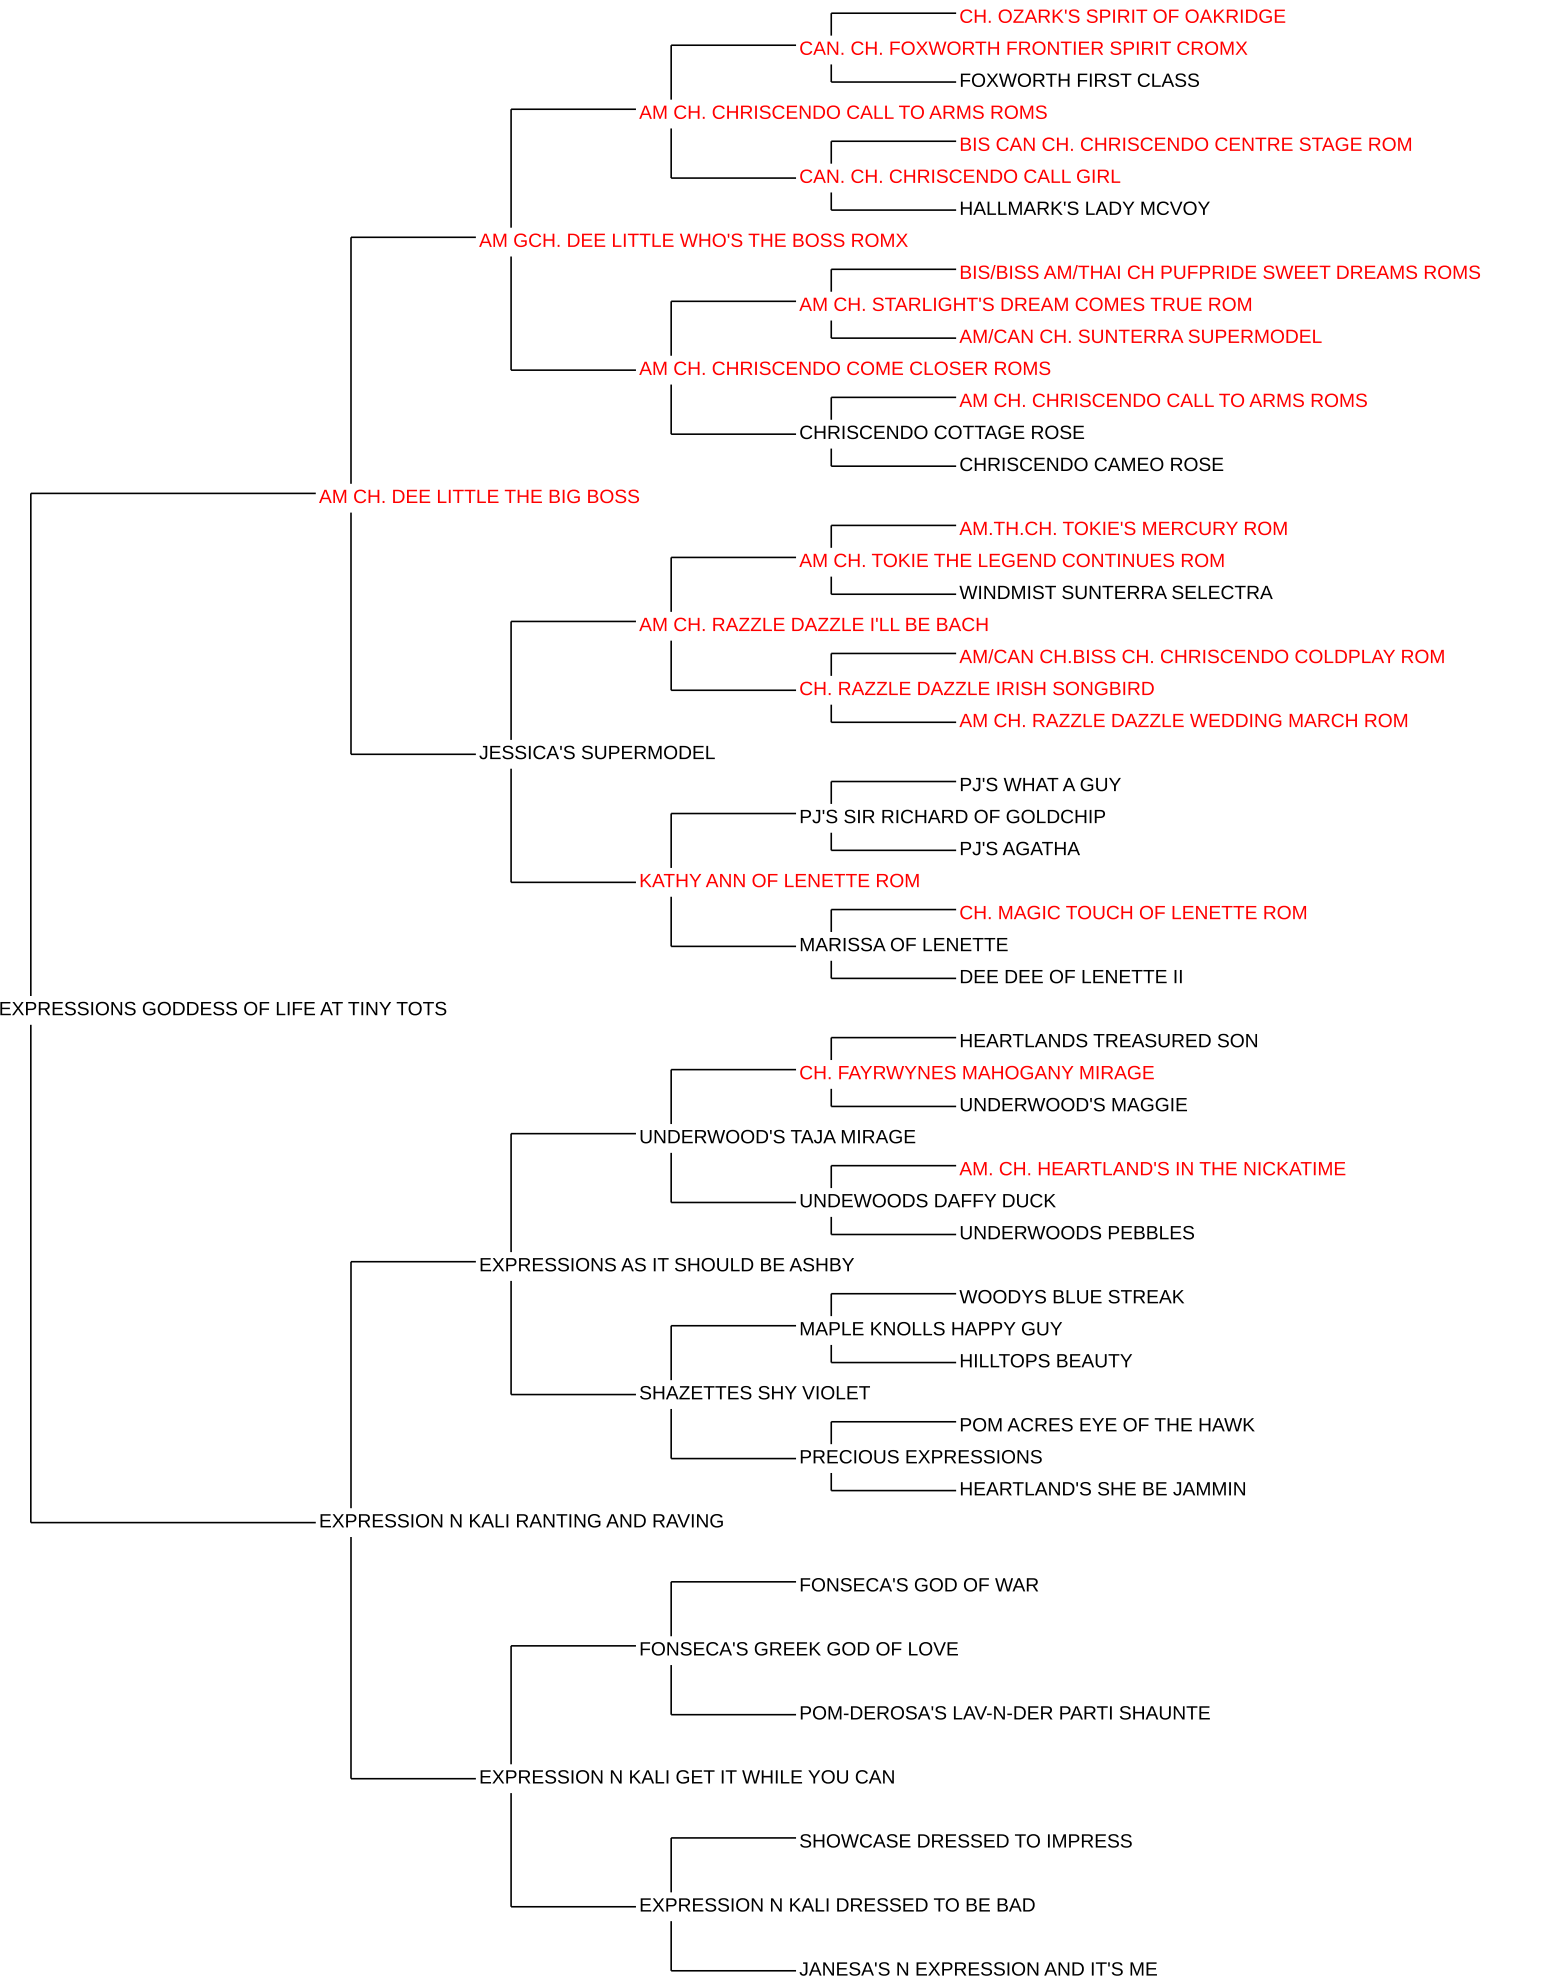 CH. OZARK'S SPIRIT OF OAKRIDGE
CAN. CH. FOXWORTH FRONTIER SPIRIT CROMX
FOXWORTH FIRST CLASS
AM CH. CHRISCENDO CALL TO ARMS ROMS
BIS CAN CH. CHRISCENDO CENTRE STAGE ROM
CAN. CH. CHRISCENDO CALL GIRL
HALLMARK'S LADY MCVOY
AM GCH. DEE LITTLE WHO'S THE BOSS ROMX
BIS/BISS AM/THAI CH PUFPRIDE SWEET DREAMS ROMS
AM CH. STARLIGHT'S DREAM COMES TRUE ROM
AM/CAN CH. SUNTERRA SUPERMODEL
AM CH. CHRISCENDO COME CLOSER ROMS
AM CH. CHRISCENDO CALL TO ARMS ROMS
CHRISCENDO COTTAGE ROSE
CHRISCENDO CAMEO ROSE
AM CH. DEE LITTLE THE BIG BOSS
AM.TH.CH. TOKIE'S MERCURY ROM
AM CH. TOKIE THE LEGEND CONTINUES ROM
WINDMIST SUNTERRA SELECTRA
AM CH. RAZZLE DAZZLE I'LL BE BACH
AM/CAN CH.BISS CH. CHRISCENDO COLDPLAY ROM
CH. RAZZLE DAZZLE IRISH SONGBIRD
AM CH. RAZZLE DAZZLE WEDDING MARCH ROM
JESSICA'S SUPERMODEL
PJ'S WHAT A GUY
PJ'S SIR RICHARD OF GOLDCHIP
PJ'S AGATHA
KATHY ANN OF LENETTE ROM
CH. MAGIC TOUCH OF LENETTE ROM
MARISSA OF LENETTE
DEE DEE OF LENETTE II
EXPRESSIONS GODDESS OF LIFE AT TINY TOTS
HEARTLANDS TREASURED SON
CH. FAYRWYNES MAHOGANY MIRAGE
UNDERWOOD'S MAGGIE
UNDERWOOD'S TAJA MIRAGE
AM. CH. HEARTLAND'S IN THE NICKATIME
UNDEWOODS DAFFY DUCK
UNDERWOODS PEBBLES
EXPRESSIONS AS IT SHOULD BE ASHBY
WOODYS BLUE STREAK
MAPLE KNOLLS HAPPY GUY
HILLTOPS BEAUTY
SHAZETTES SHY VIOLET
POM ACRES EYE OF THE HAWK
PRECIOUS EXPRESSIONS
HEARTLAND'S SHE BE JAMMIN
EXPRESSION N KALI RANTING AND RAVING
FONSECA'S GOD OF WAR
FONSECA'S GREEK GOD OF LOVE
POM-DEROSA'S LAV-N-DER PARTI SHAUNTE
EXPRESSION N KALI GET IT WHILE YOU CAN
SHOWCASE DRESSED TO IMPRESS
EXPRESSION N KALI DRESSED TO BE BAD
JANESA'S N EXPRESSION AND IT'S ME